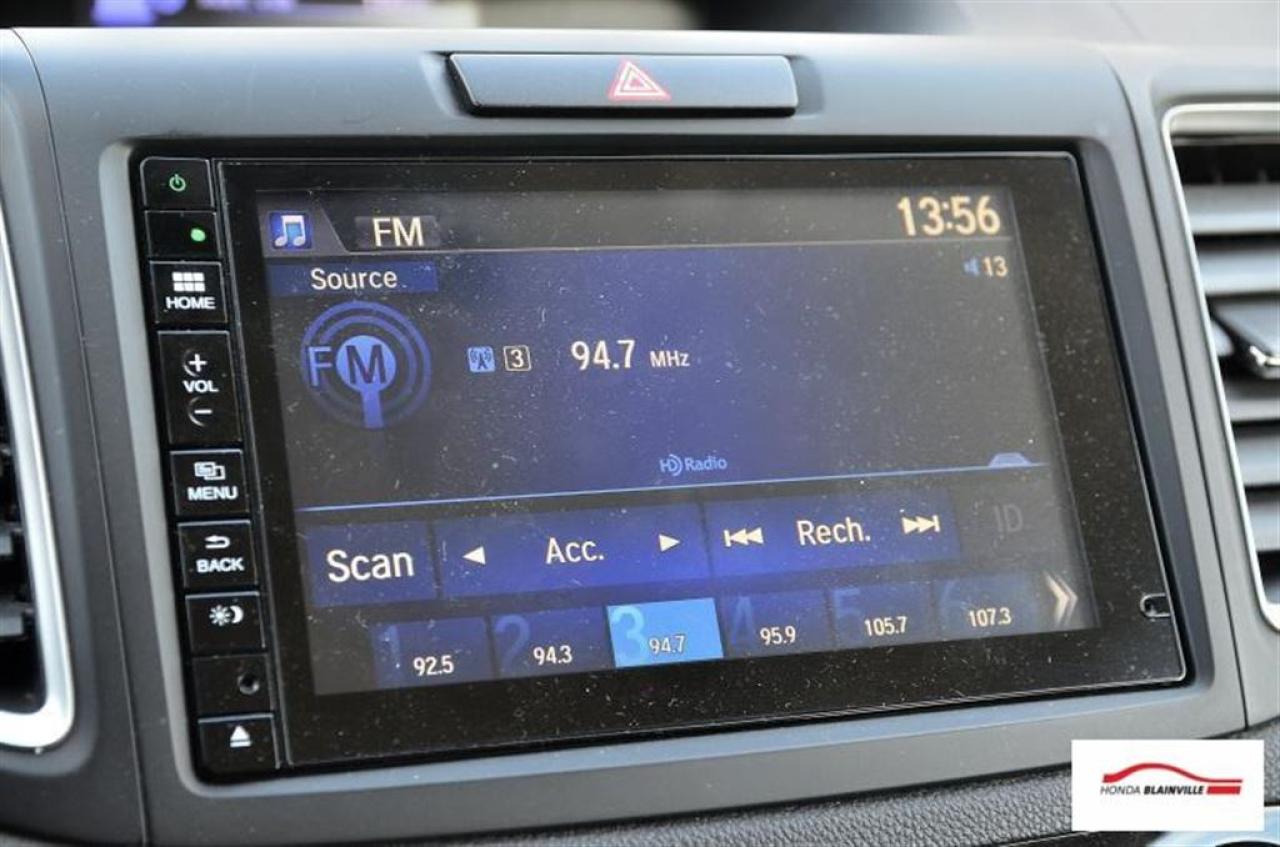 FM
13:56
Source
13
FM
3
94.7 MHz
HOME
VOL
MENU
BACK
HD Radio
Scan
Acc.
Rech.
ID
1 92.5
2 94.3
3 94.7
4 95.9
5 105.7
6 107.3
HONDA BLAINVILLE